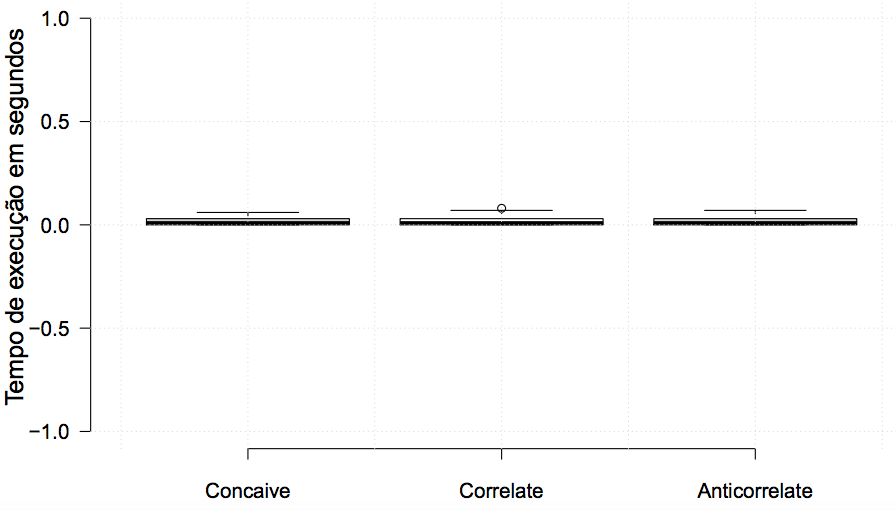 Tempo de execução em segundos
1.0
0.5
0.0
−0.5
−1.0
Concaive
Correlate
Anticorrelate